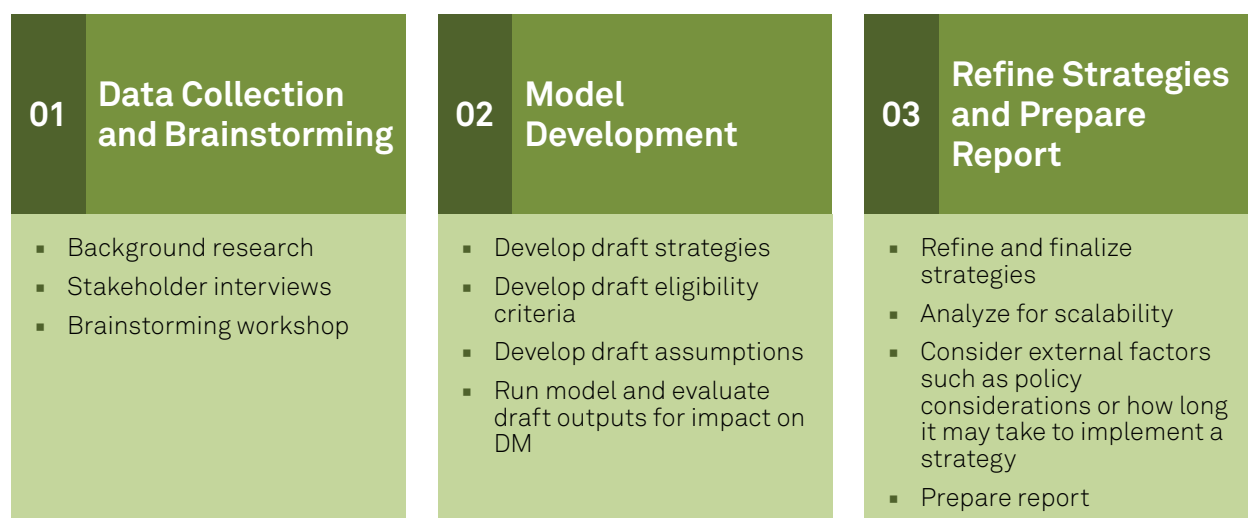 01
Data Collection
and Brainstorming
▪ Background research
▪ Stakeholder interviews
▪ Brainstorming workshop
02
Model
Development
▪ Develop draft strategies
▪ Develop draft eligibility
criteria
▪ Develop draft assumptions
▪ Run model and evaluate
draft outputs for impact on
DM
03
Refine Strategies
and Prepare
Report
▪ Refine and finalize
strategies
▪ Analyze for scalability
▪ Consider external factors
such as policy
considerations or how long
it may take to implement a
strategy
▪ Prepare report